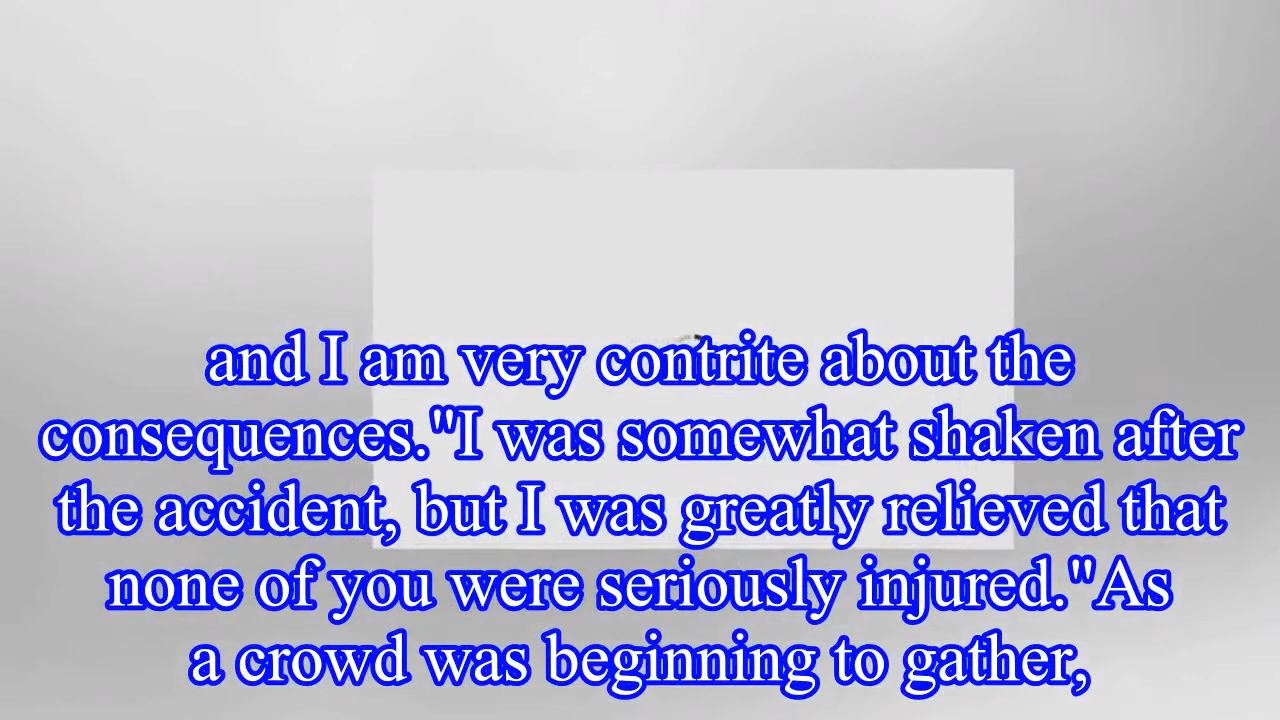 and I am very contrite about the
consequences."I was somewhat shaken after
the accident, but I was greatly relieved that
none of you were seriously injured."As
a crowd was beginning to gather,